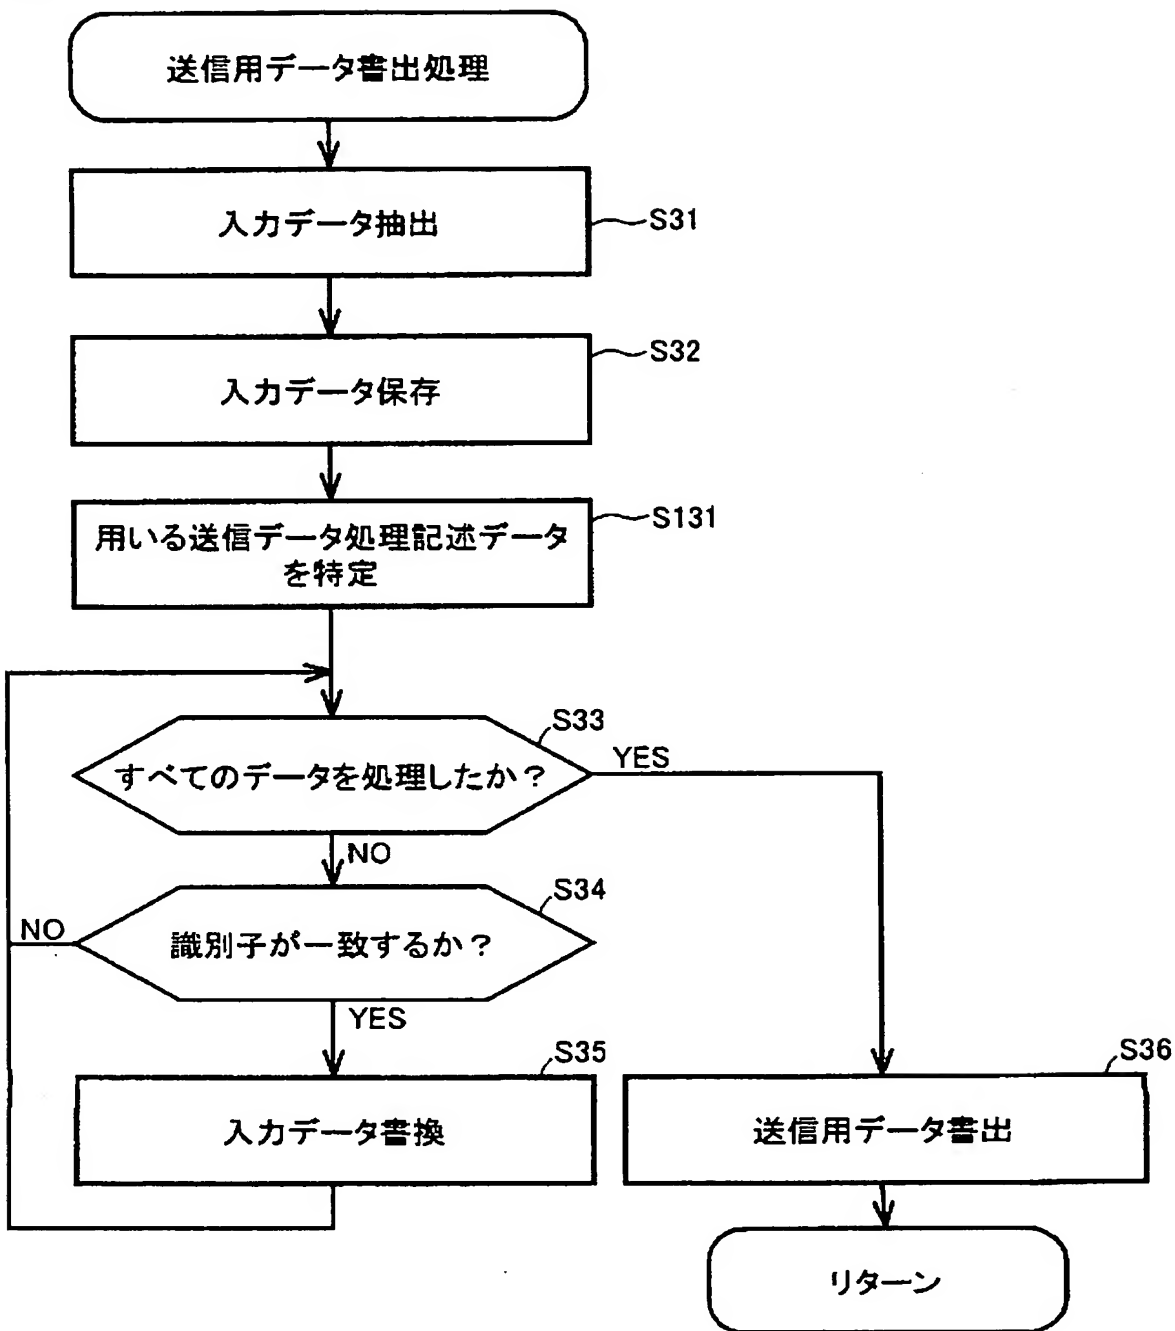 送信用データ書出処理
入力データ抽出
S31
入力データ保存
S32
用いる送信データ処理記述データ
を特定
S131
すべてのデータを処理したか？
S33
YES
NO
識別子が一致するか？
S34
NO
YES
入力データ書換
S35
送信用データ書出
S36
リターン